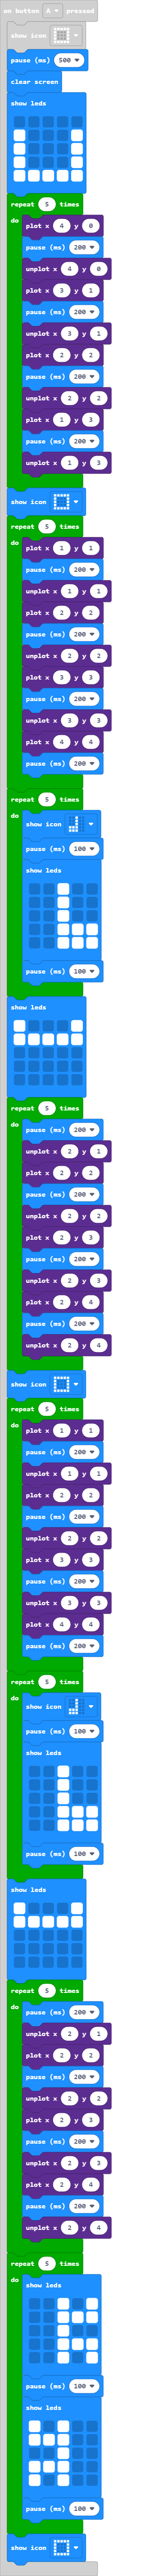 on button A pressed
show icon
pause (ms) 500
clear screen
show leds
repeat 5 times
do
plot x 4 y 0
pause (ms) 200
unplot x 4 y 0
plot x 3 y 1
pause (ms) 200
unplot x 3 y 1
plot x 2 y 2
pause (ms) 200
unplot x 2 y 2
plot x 1 y 3
pause (ms) 200
unplot x 1 y 3
show icon
repeat 5 times
do
plot x 1 y 1
pause (ms) 200
unplot x 1 y 1
plot x 2 y 2
pause (ms) 200
unplot x 2 y 2
plot x 3 y 3
pause (ms) 200
unplot x 3 y 3
plot x 4 y 4
pause (ms) 200
repeat 5 times
do
show icon
pause (ms) 100
show leds
pause (ms) 100
show leds
repeat 5 times
do
pause (ms) 200
unplot x 2 y 1
plot x 2 y 2
pause (ms) 200
unplot x 2 y 2
plot x 2 y 3
pause (ms) 200
unplot x 2 y 3
plot x 2 y 4
pause (ms) 200
unplot x 2 y 4
show icon
repeat 5 times
do
plot x 1 y 1
pause (ms) 200
unplot x 1 y 1
plot x 2 y 2
pause (ms) 200
unplot x 2 y 2
plot x 3 y 3
pause (ms) 200
unplot x 3 y 3
plot x 4 y 4
pause (ms) 200
repeat 5 times
do
show icon
pause (ms) 100
show leds
pause (ms) 100
show leds
repeat 5 times
do
pause (ms) 200
unplot x 2 y 1
plot x 2 y 2
pause (ms) 200
unplot x 2 y 2
plot x 2 y 3
pause (ms) 200
unplot x 2 y 3
plot x 2 y 4
pause (ms) 200
unplot x 2 y 4
repeat 5 times
do
show leds
pause (ms) 100
show leds
pause (ms) 100
show icon